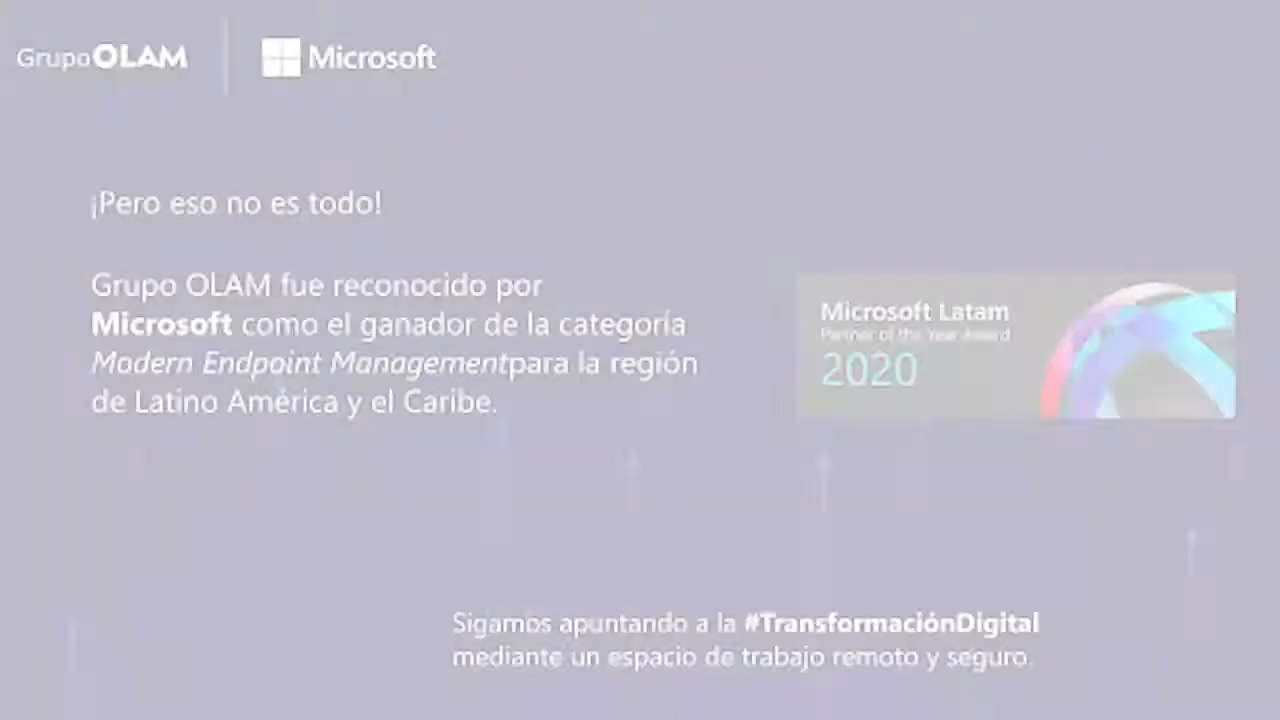 GrupoOLAM
Microsoft
¡Pero eso no es todo!
Grupo OLAM fue reconocido por
Microsoft como el ganador de la categoría
Modern Endpoint Managementpara la región
de Latino América y el Caribe.
Microsoft Latam
Partner of the Year Award
2020
Sigamos apuntando a la #TransformaciónDigital
mediante un espacio de trabajo remoto y seguro.